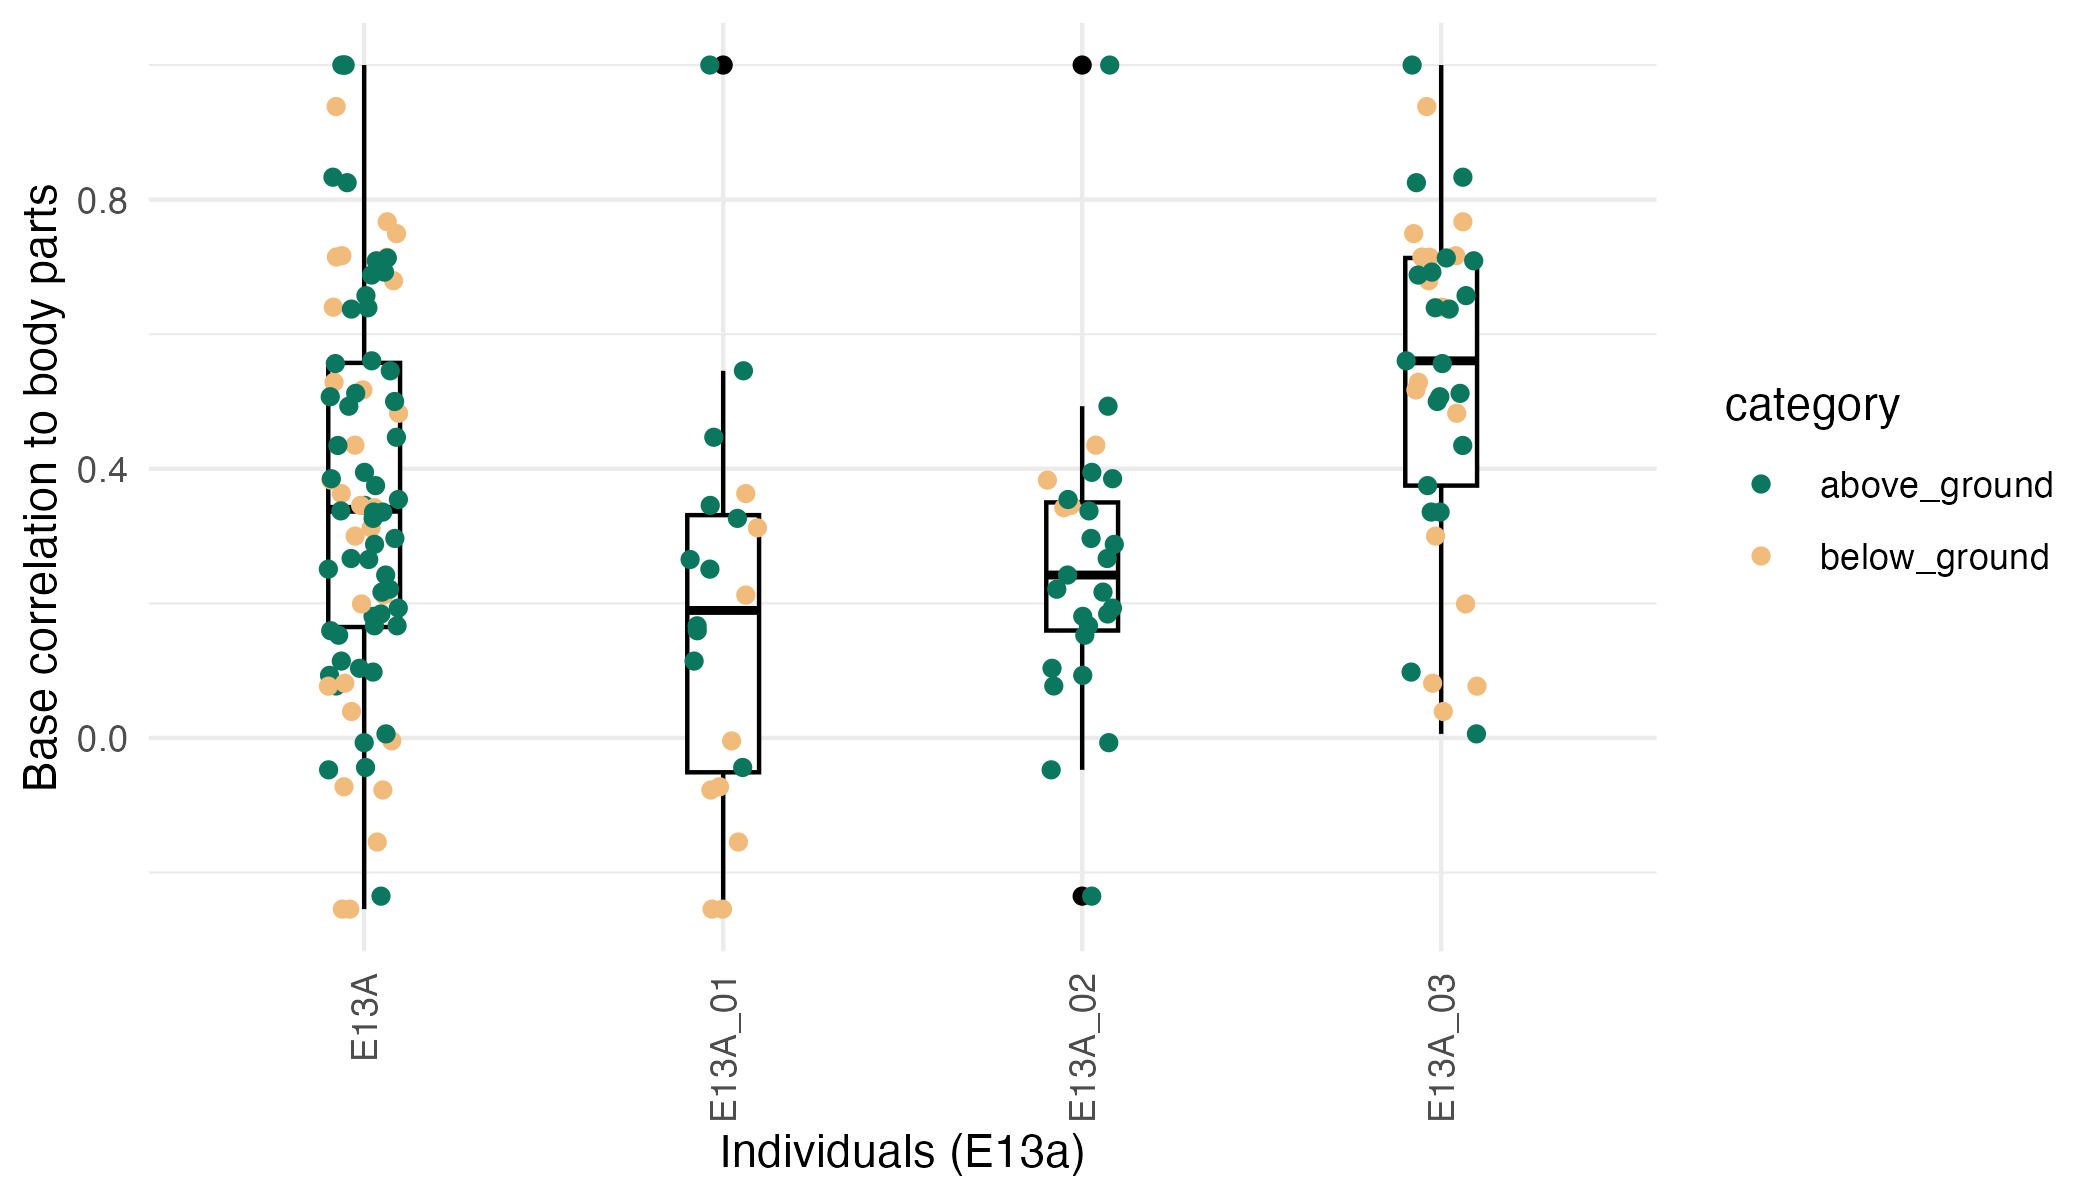 Base correlation to body parts
0.8
0.4
0.0
E13A
E13A_01
E13A_02
E13A_03
Individuals (E13a)
category
above_ground
below_ground